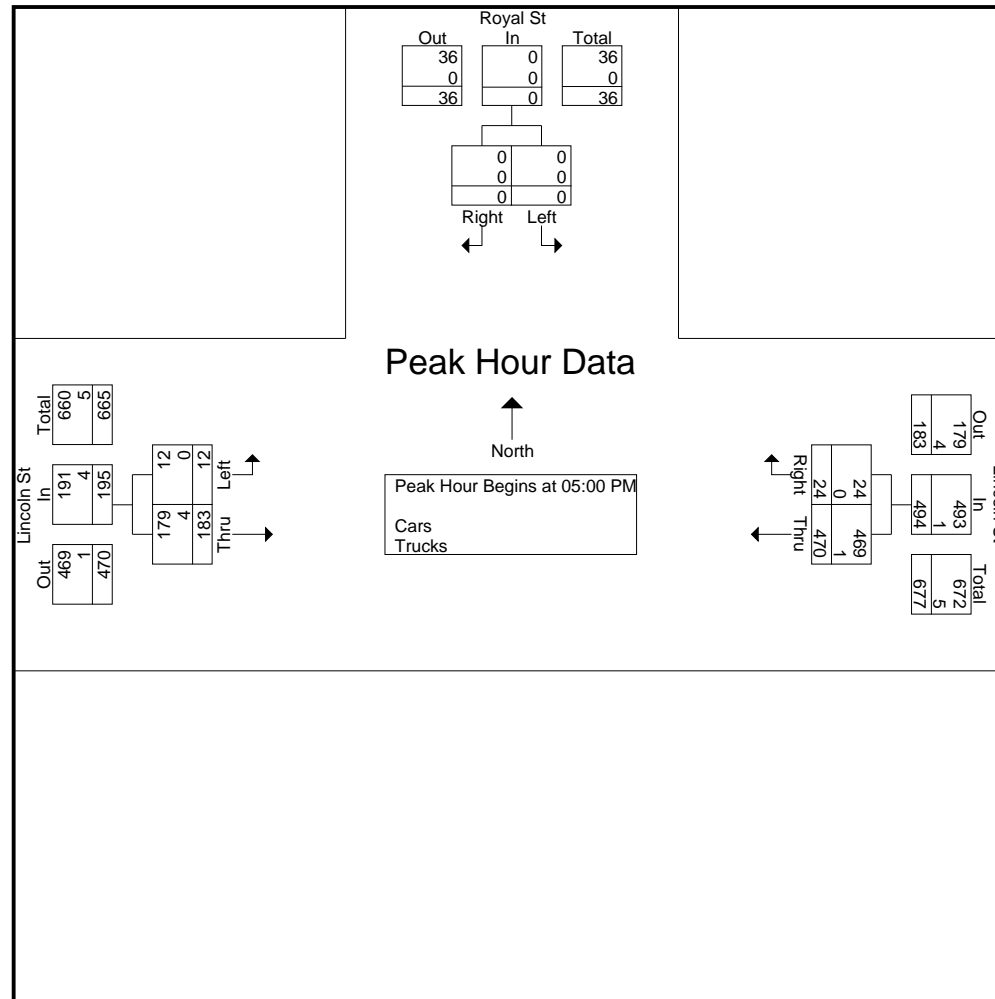 Royal St
Out In Total
36 0 36
0 0 0
36 0 36
0 0
0 0
0 0
Right Left
Peak Hour Data
North
Peak Hour Begins at 05:00 PM
Cars
Trucks
Lincoln St
Total
660
5
665
In
191
4
195
Out
469
1
470
Left
12
0
12
Thru
179
4
183
Right
24
0
24
Thru
469
1
470
Out
179
4
183
In
493
1
494
Total
672
5
677